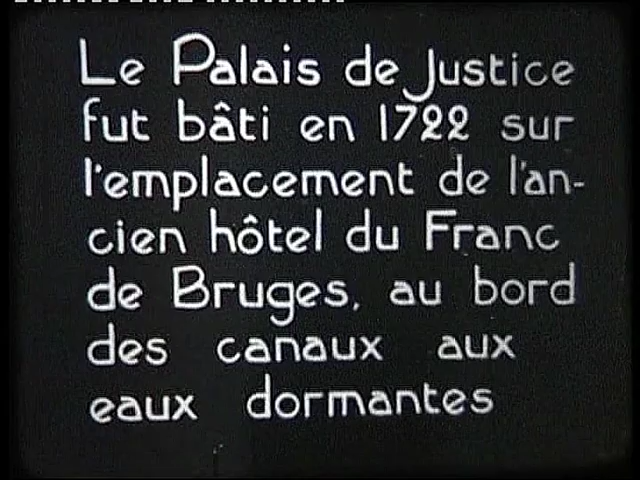 Le Palais de Justice
fut bâti en 1722 sur
l'emplacement de l'an-
cien hôtel du Franc
de Bruges, au bord
des canaux aux
eaux dormantes